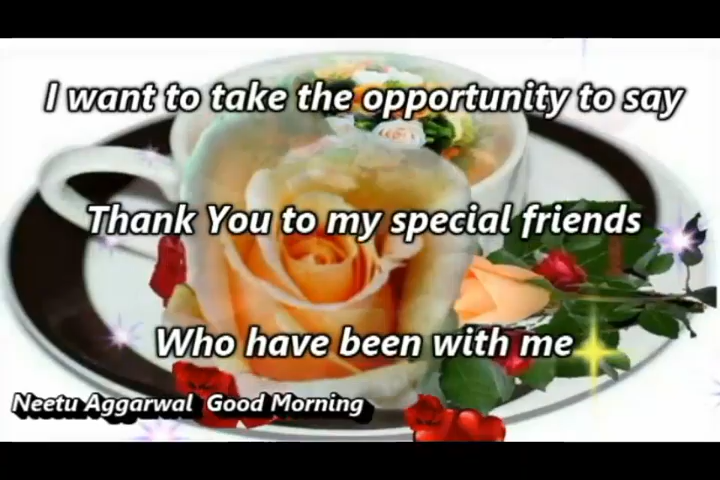 I want to take the opportunity to say
Thank You to my special friends
Who have been with me
Neetu Aggarwal Good Morning